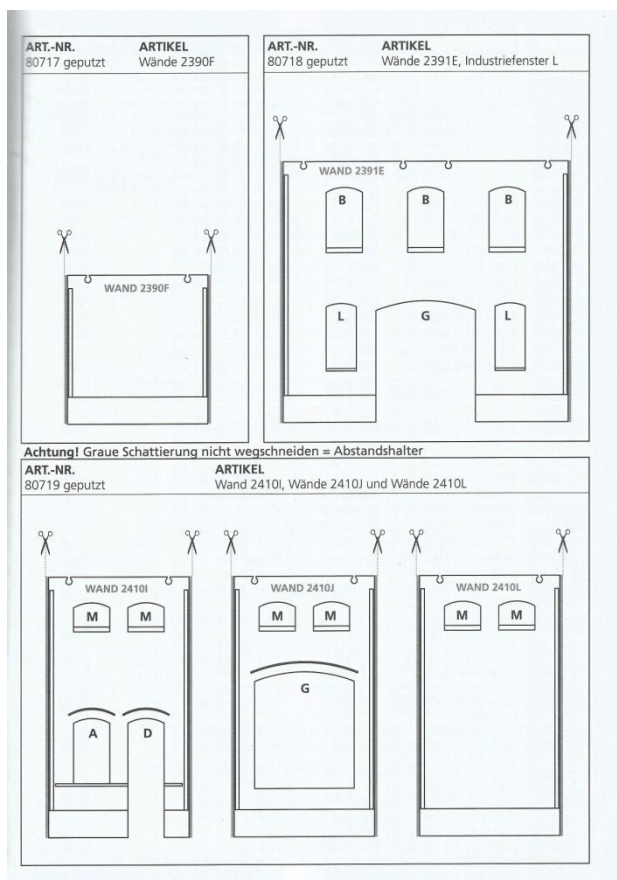 ART.-NR. ARTIKEL
80717 geputzt Wände 2390F
WAND 2390F
ART.-NR. ARTIKEL
80718 geputzt Wände 2391E, Industriefenster L
WAND 2391E
B B B
L G L
Achtung! Graue Schattierung nicht wegschneiden = Abstandshalter
ART.-NR. ARTIKEL
80719 geputzt Wand 2410I, Wände 2410J und Wände 2410L
WAND 2410I WAND 2410J WAND 2410L
M M M M M M
G
A D